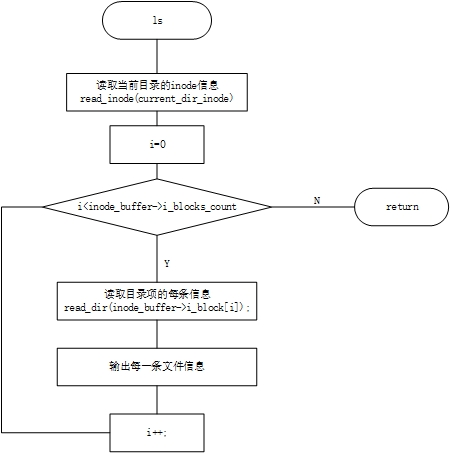 ls
读取当前目录的inode信息
read_inode(current_dir_inode)
i=0
i<inode_buffer->i_blocks_count
N
return
Y
读取目录项的每条信息
read_dir(inode_buffer->i_block[i]);
输出每一条文件信息
i++;